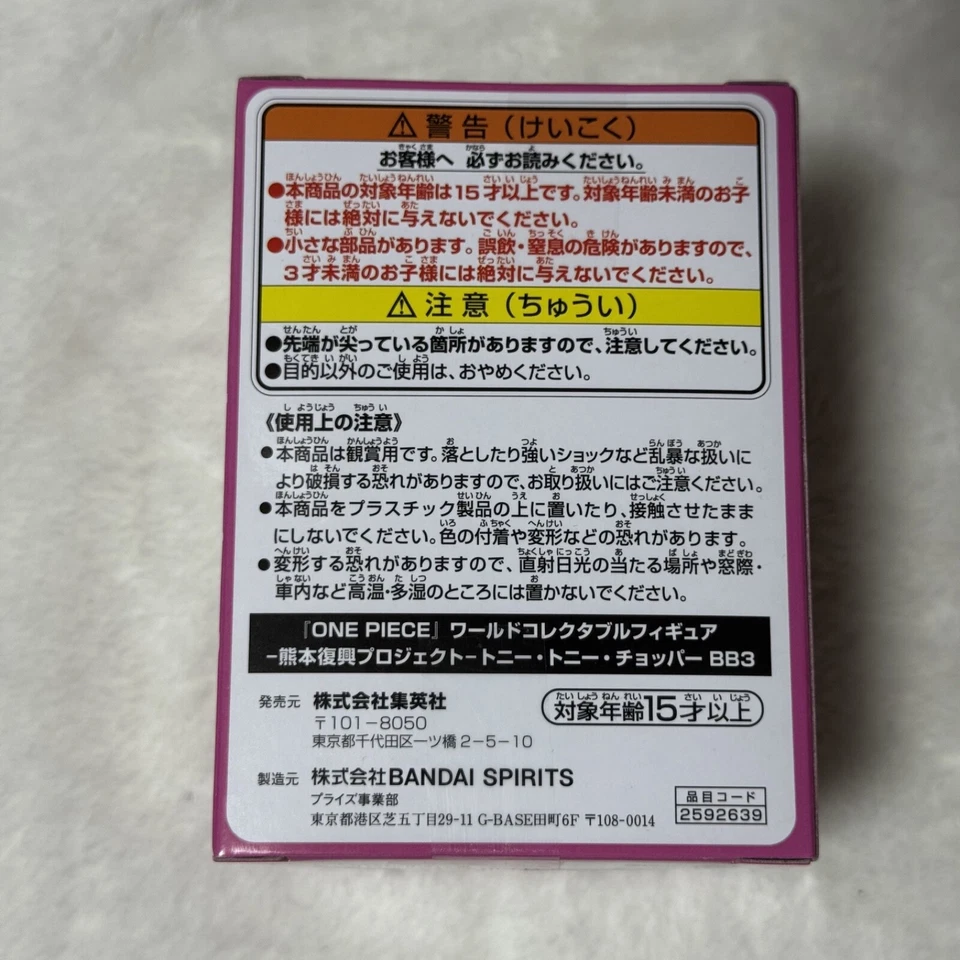 ⚠警告（けいこく）
お客様へ 必ずお読みください。
●本商品の対象年齢は15才以上です。対象年齢未満のお子
様には絶対に与えないでください。
●小さな部品があります。誤飲・窒息の危険がありますので、
3才未満のお子様には絶対に与えないでください。
⚠注意（ちゅうい）
●先端が尖っている箇所がありますので、注意してください。
●目的以外のご使用は、おやめください。
《使用上の注意》
●本商品は観賞用です。落としたり強いショックなど乱暴な扱いに
より破損する恐れがありますので、お取り扱いにはご注意ください。
●本商品をプラスチック製品の上に置いたり、接触させたまま
にしないでください。色の付着や変形などの恐れがあります。
●変形する恐れがありますので、直射日光の当たる場所や窓際・
車内など高温・多湿のところには置かないでください。
『ONE PIECE』ワールドコレクタブルフィギュア
−熊本復興プロジェクト−トニー・トニー・チョッパー BB3
発売元 株式会社集英社
〒101−8050
東京都千代田区一ツ橋2−5−10
対象年齢15才以上
製造元 株式会社BANDAI SPIRITS
プライズ事業部
東京都港区芝五丁目29-11 G-BASE田町6F 〒108-0014
品目コード
2592639